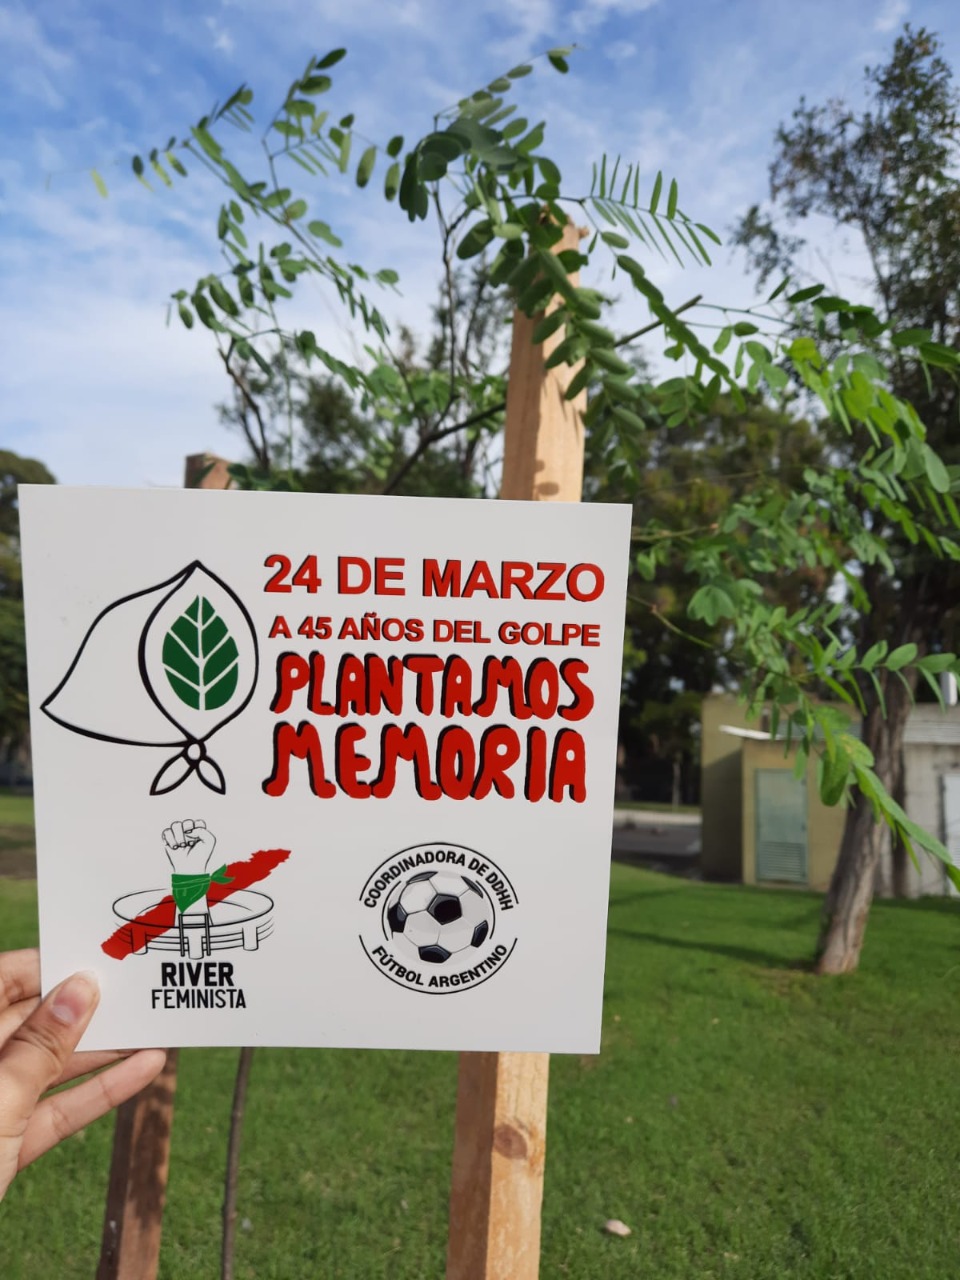 24 DE MARZO
A 45 AÑOS DEL GOLPE
PLANTAMOS
MEMORIA
RIVER
FEMINISTA
COORDINADORA DE DDHH
FÚTBOL ARGENTINO